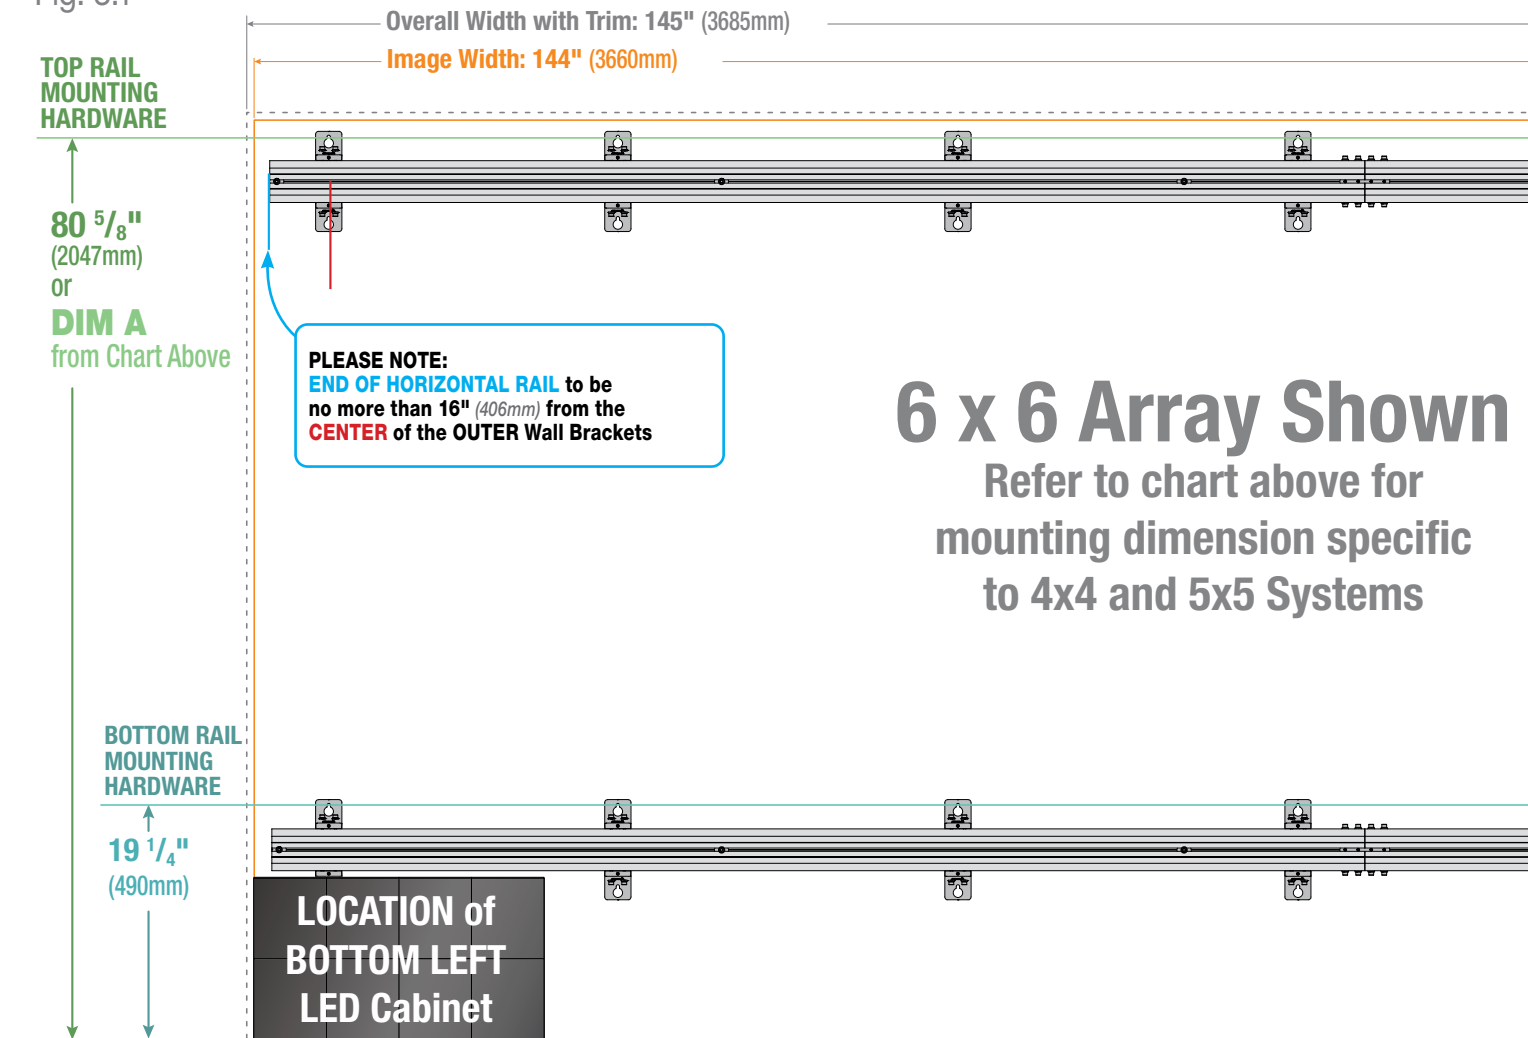 Fig. 6.1
Overall Width with Trim: 145" (3685mm)
Image Width: 144" (3660mm)
TOP RAIL
MOUNTING
HARDWARE
80 5/8"
(2047mm)
or
DIM A
from Chart Above
PLEASE NOTE:
END OF HORIZONTAL RAIL to be
no more than 16" (406mm) from the
CENTER of the OUTER Wall Brackets
6 x 6 Array Shown
Refer to chart above for
mounting dimension specific
to 4x4 and 5x5 Systems
BOTTOM RAIL
MOUNTING
HARDWARE
19 1/4"
(490mm)
LOCATION of
BOTTOM LEFT
LED Cabinet